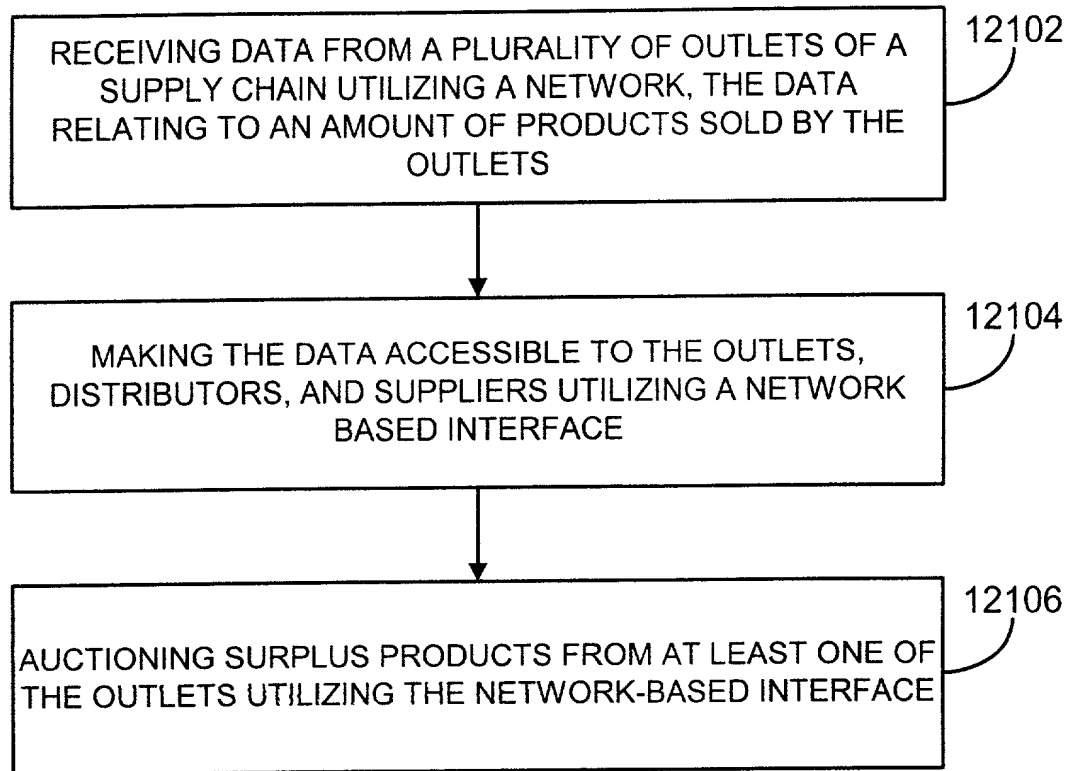 RECEIVING DATA FROM A PLURALITY OF OUTLETS OF A
SUPPLY CHAIN UTILIZING A NETWORK, THE DATA
RELATING TO AN AMOUNT OF PRODUCTS SOLD BY THE
OUTLETS
12102
MAKING THE DATA ACCESSIBLE TO THE OUTLETS,
DISTRIBUTORS, AND SUPPLIERS UTILIZING A NETWORK
BASED INTERFACE
12104
AUCTIONING SURPLUS PRODUCTS FROM AT LEAST ONE OF
THE OUTLETS UTILIZING THE NETWORK-BASED INTERFACE
12106